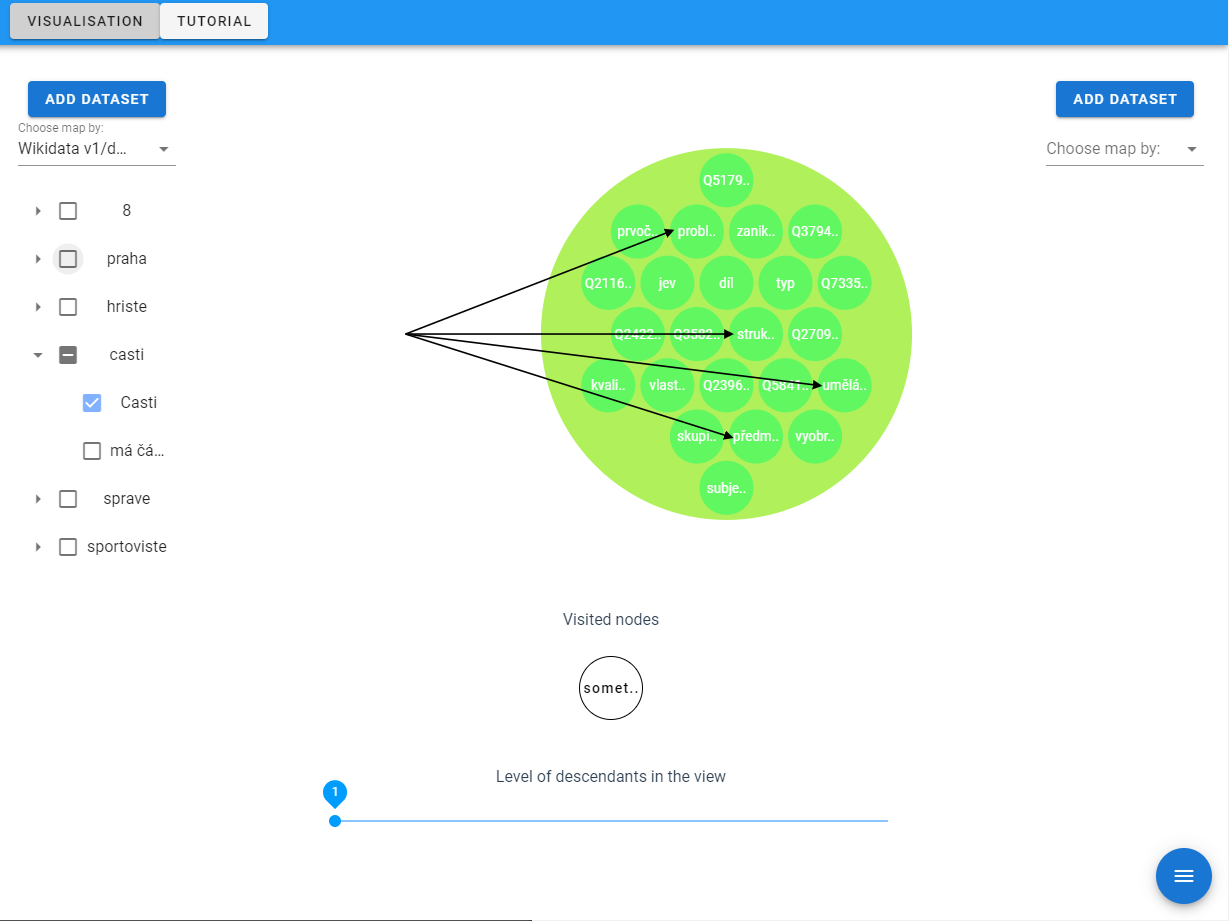 VISUALISATION TUTORIAL
ADD DATASET
Choose map by:
Wikidata v1/d...
8
praha
hriste
casti
Casti
má čá...
sprave
sportoviste
Q5179..
prvoč.. probl.. zanik.. Q3794..
Q2116.. jev díl typ Q7335..
Q2422.. Q3582.. struk.. Q2709..
kvali.. vlast.. Q2396.. Q5841.. umělá..
skupi.. předm.. vyobr..
subje..
Visited nodes
somet..
Level of descendants in the view
1
ADD DATASET
Choose map by: